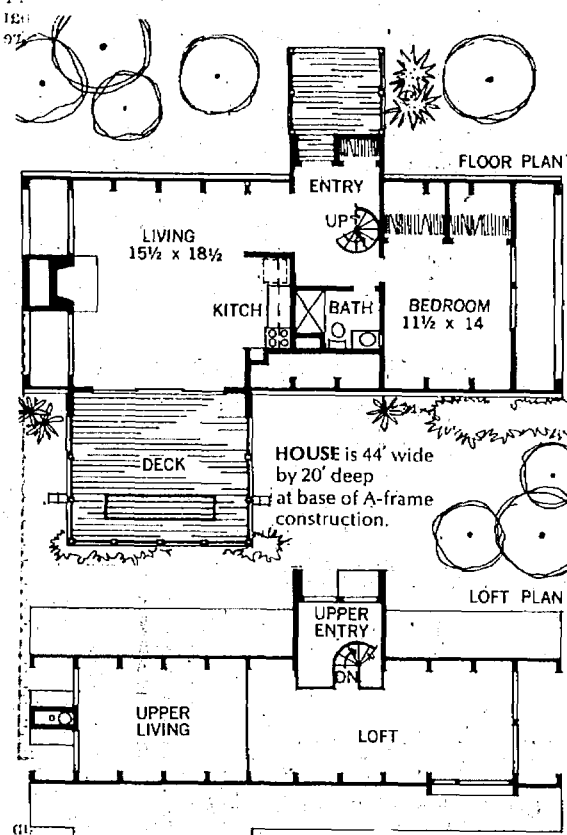 FLOOR PLAN
ENTRY
UP
LIVING
15½ x 18½
KITCH
BATH
BEDROOM
11½ x 14
DECK
HOUSE is 44' wide
by 20' deep
at base of A-frame
construction.
LOFT PLAN
UPPER
ENTRY
DN
UPPER
LIVING
LOFT